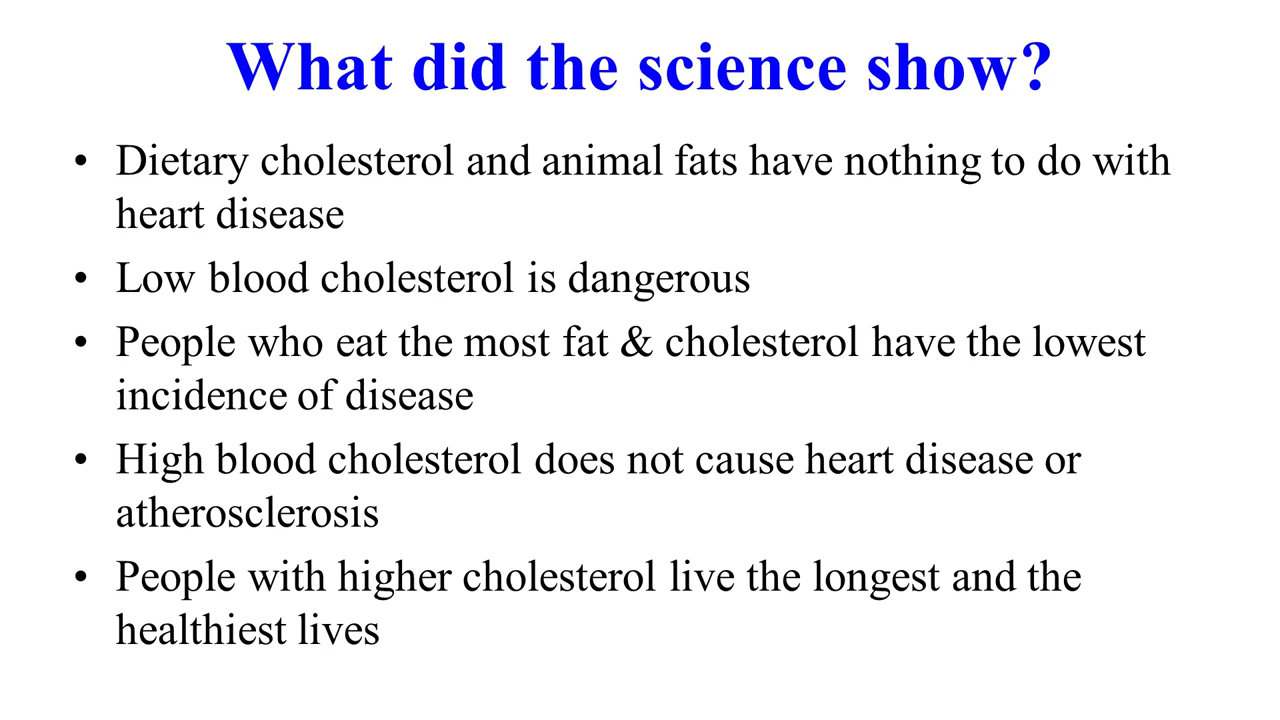 What did the science show?
• Dietary cholesterol and animal fats have nothing to do with
heart disease
• Low blood cholesterol is dangerous
• People who eat the most fat & cholesterol have the lowest
incidence of disease
• High blood cholesterol does not cause heart disease or
atherosclerosis
• People with higher cholesterol live the longest and the
healthiest lives